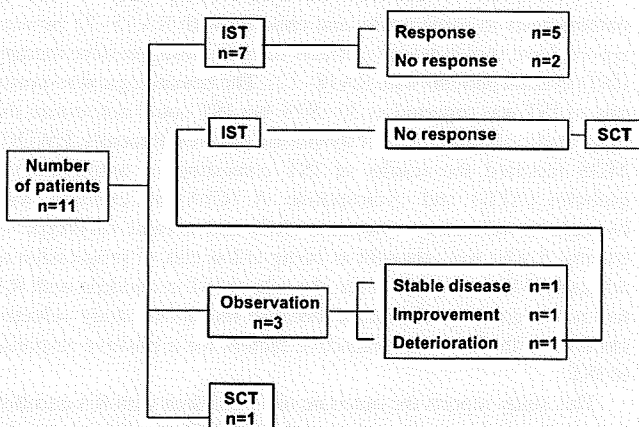 Number
of patients
n=11
IST
n=7
Response n=5
No response n=2
IST
No response
SCT
Observation
n=3
Stable disease n=1
Improvement n=1
Deterioration n=1
SCT
n=1